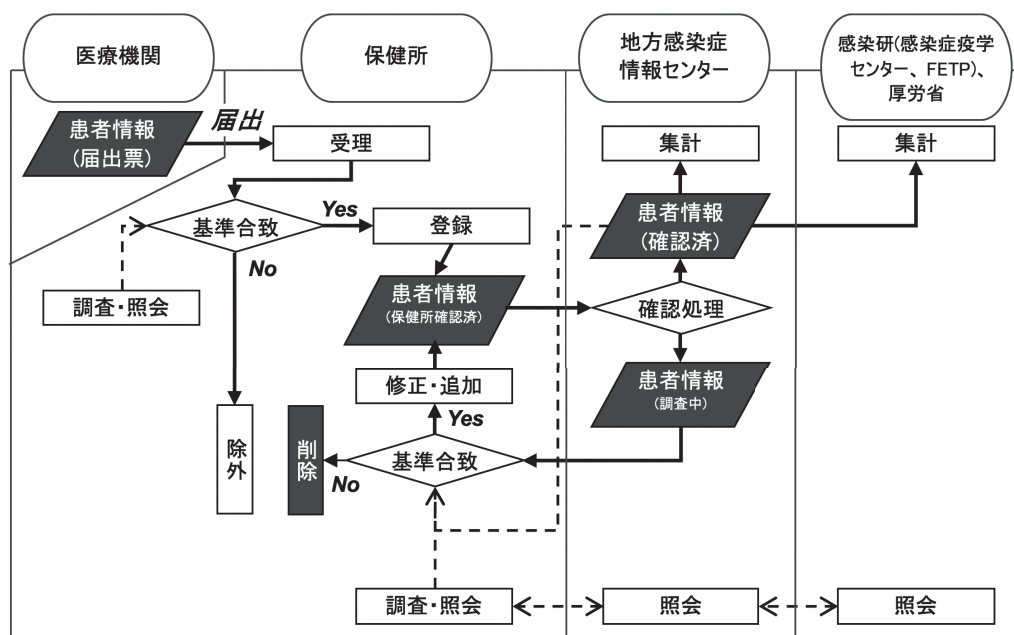 医療機関
保健所
地方感染症
情報センター
感染研(感染症疫学
センター、FETP)、
厚労省
患者情報
(届出票)
届出
受理
集計
集計
基準合致
Yes
登録
患者情報
(確認済)
No
調査・照会
患者情報
(保健所確認済)
確認処理
修正・追加
患者情報
(調査中)
Yes
除外
削除
基準合致
No
調査・照会
照会
照会